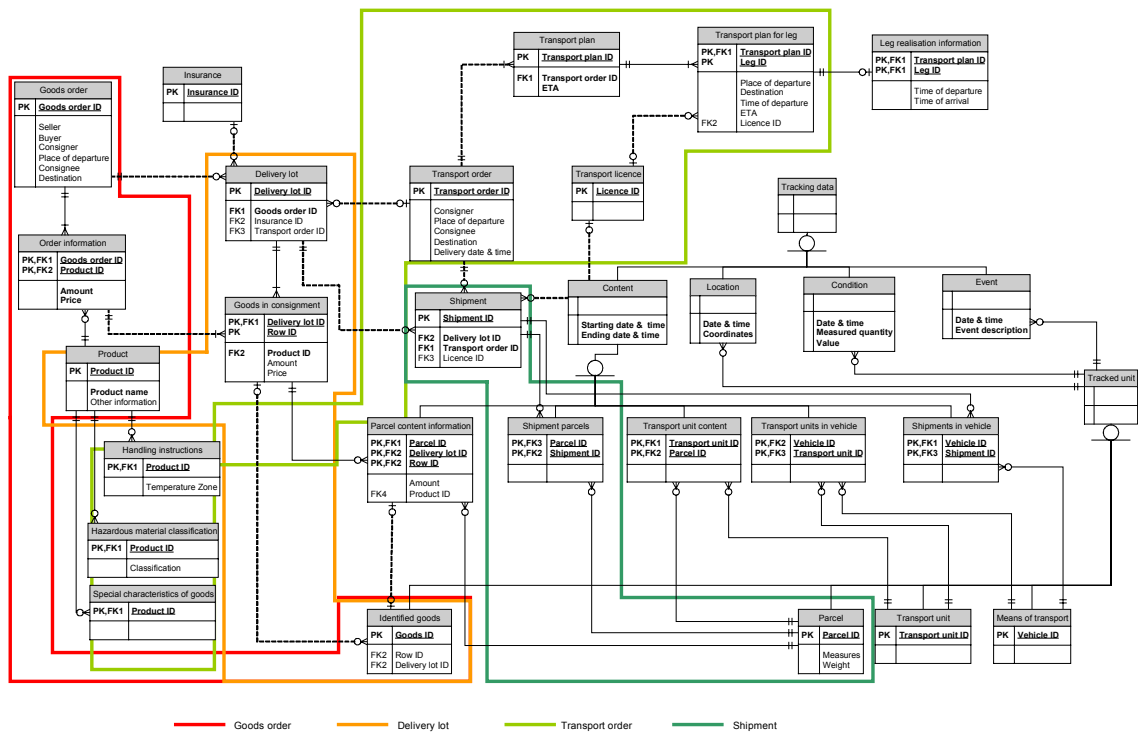 Transport plan
PK Transport plan ID
FK1 Transport order ID
ETA
Transport plan for leg
PK,FK1 Transport plan ID
PK Leg ID
Place of departure
Destination
Time of departure
ETA
FK2 Licence ID
Leg realisation information
PK,FK1 Transport plan ID
PK,FK1 Leg ID
Time of departure
Time of arrival
Goods order
PK Goods order ID
Seller
Buyer
Consigner
Place of departure
Consignee
Destination
Insurance
PK Insurance ID
Delivery lot
PK Delivery lot ID
FK1 Goods order ID
FK2 Insurance ID
FK3 Transport order ID
Transport order
PK Transport order ID
Consigner
Place of departure
Consignee
Destination
Delivery date & time
Transport licence
PK Licence ID
Tracking data
Order information
PK,FK1 Goods order ID
PK,FK2 Product ID
Amount
Price
Goods in consignment
PK,FK1 Delivery lot ID
PK Row ID
FK2 Product ID
Amount
Price
Shipment
PK Shipment ID
FK2 Delivery lot ID
FK1 Transport order ID
FK3 Licence ID
Content
Starting date & time
Ending date & time
Location
Date & time
Coordinates
Condition
Date & time
Measured quantity
Value
Event
Date & time
Event description
Tracked unit
Product
PK Product ID
Product name
Other information
Handling instructions
PK,FK1 Product ID
Temperature Zone
Hazardous material classification
PK,FK1 Product ID
Classification
Special characteristics of goods
PK,FK1 Product ID
Parcel content information
PK,FK1 Parcel ID
PK,FK2 Delivery lot ID
PK,FK2 Row ID
Amount
FK4 Product ID
Shipment parcels
PK,FK3 Parcel ID
PK,FK2 Shipment ID
Transport unit content
PK,FK1 Transport unit ID
PK,FK2 Parcel ID
Transport units in vehicle
PK,FK2 Vehicle ID
PK,FK3 Transport unit ID
Shipments in vehicle
PK,FK1 Vehicle ID
PK,FK3 Shipment ID
Identified goods
PK Goods ID
FK2 Row ID
FK2 Delivery lot ID
Parcel
PK Parcel ID
Measures
Weight
Transport unit
PK Transport unit ID
Means of transport
PK Vehicle ID
Goods order
Delivery lot
Transport order
Shipment